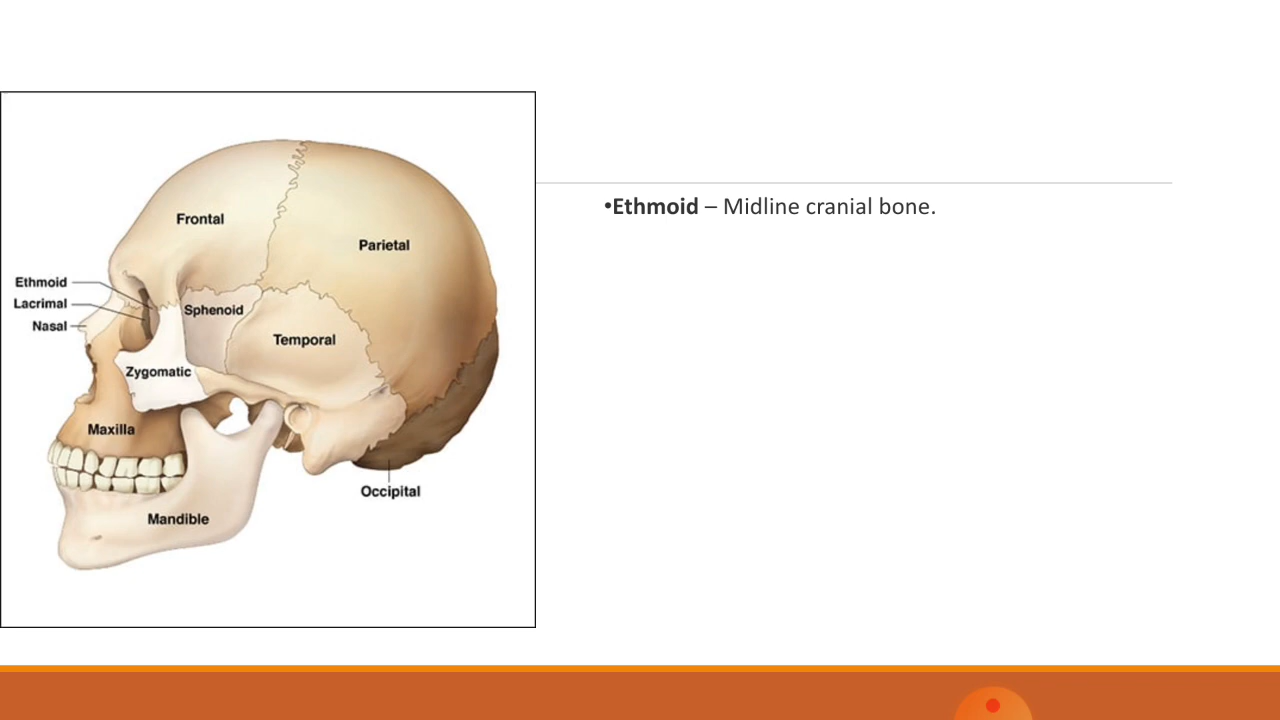 Frontal
Parietal
Ethmoid
Lacrimal
Nasal
Sphenoid
Temporal
Zygomatic
Maxilla
Occipital
Mandible
•Ethmoid – Midline cranial bone.